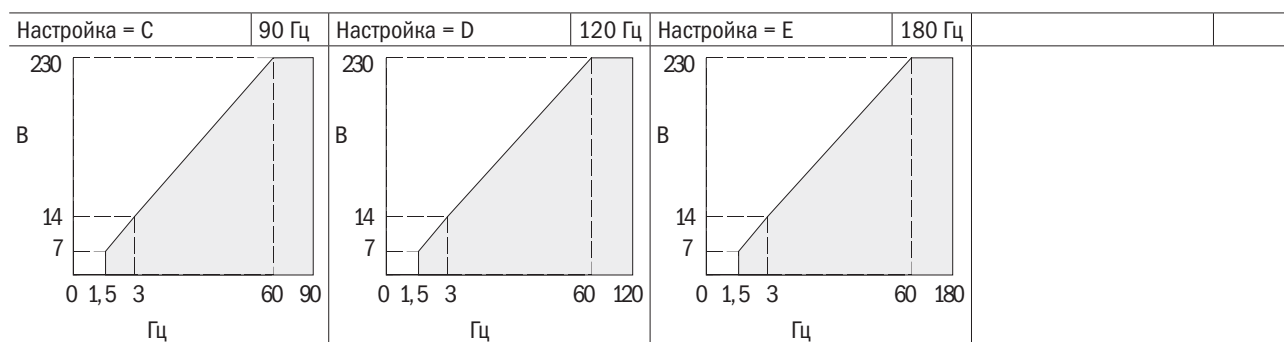 Настройка = C 90 Гц Настройка = D 120 Гц Настройка = E 180 Гц
230 230 230
В В В
14 14 14
7 7 7
0 1,5 3 60 90 0 1,5 3 60 120 0 1,5 3 60 180
Гц Гц Гц